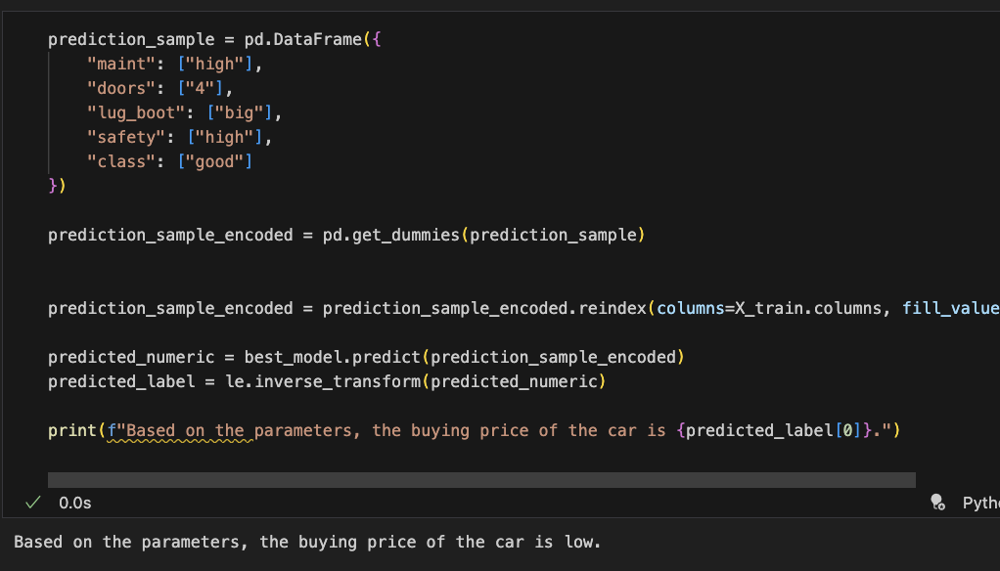 prediction_sample = pd.DataFrame({
    "maint": ["high"],
    "doors": ["4"],
    "lug_boot": ["big"],
    "safety": ["high"],
    "class": ["good"]
})
prediction_sample_encoded = pd.get_dummies(prediction_sample)
prediction_sample_encoded = prediction_sample_encoded.reindex(columns=X_train.columns, fill_value
predicted_numeric = best_model.predict(prediction_sample_encoded)
predicted_label = le.inverse_transform(predicted_numeric)
print(f"Based on the parameters, the buying price of the car is {predicted_label[0]}.")
0.0s Pytho
Based on the parameters, the buying price of the car is low.